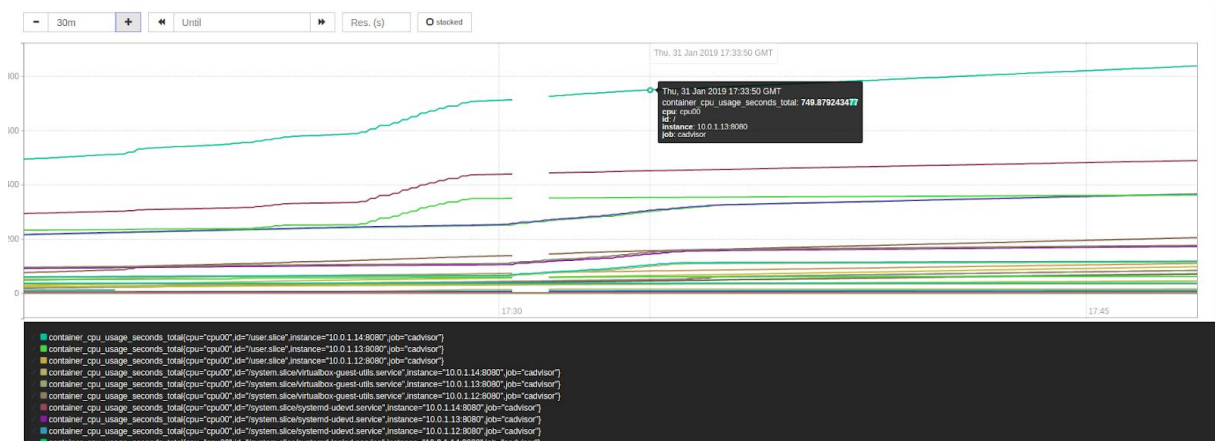 - 30m + Until Res. (s) stacked
Thu, 31 Jan 2019 17:33:50 GMT
Thu, 31 Jan 2019 17:33:50 GMT
container_cpu_usage_seconds_total: 749.879243477
cpu: cpu00
id: /
instance: 10.0.1.13:8080
job: cadvisor
800
600
400
200
0
17:30 17:45
container_cpu_usage_seconds_total{cpu="cpu00",id="/user.slice",instance="10.0.1.14:8080",job="cadvisor"}
container_cpu_usage_seconds_total{cpu="cpu00",id="/user.slice",instance="10.0.1.13:8080",job="cadvisor"}
container_cpu_usage_seconds_total{cpu="cpu00",id="/user.slice",instance="10.0.1.12:8080",job="cadvisor"}
container_cpu_usage_seconds_total{cpu="cpu00",id="/system.slice/virtualbox-guest-utils.service",instance="10.0.1.14:8080",job="cadvisor"}
container_cpu_usage_seconds_total{cpu="cpu00",id="/system.slice/virtualbox-guest-utils.service",instance="10.0.1.13:8080",job="cadvisor"}
container_cpu_usage_seconds_total{cpu="cpu00",id="/system.slice/virtualbox-guest-utils.service",instance="10.0.1.12:8080",job="cadvisor"}
container_cpu_usage_seconds_total{cpu="cpu00",id="/system.slice/systemd-udevd.service",instance="10.0.1.14:8080",job="cadvisor"}
container_cpu_usage_seconds_total{cpu="cpu00",id="/system.slice/systemd-udevd.service",instance="10.0.1.13:8080",job="cadvisor"}
container_cpu_usage_seconds_total{cpu="cpu00",id="/system.slice/systemd-udevd.service",instance="10.0.1.12:8080",job="cadvisor"}